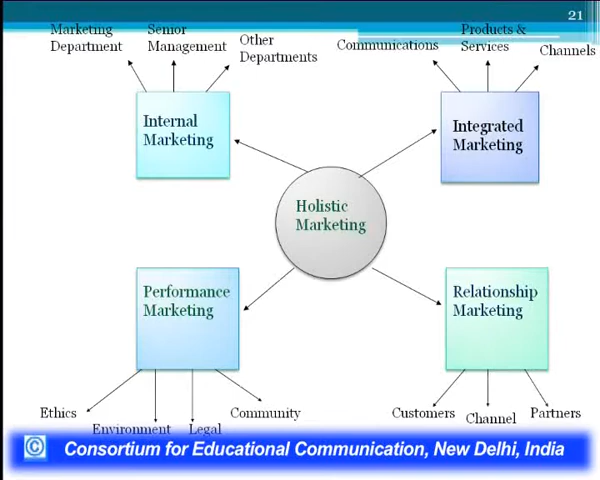 21
Marketing
Department
Senior
Management
Other
Departments
Communications
Products &
Services
Channels
Internal
Marketing
Integrated
Marketing
Holistic
Marketing
Performance
Marketing
Relationship
Marketing
Ethics
Environment
Legal
Community
Customers
Channel
Partners
© Consortium for Educational Communication, New Delhi, India